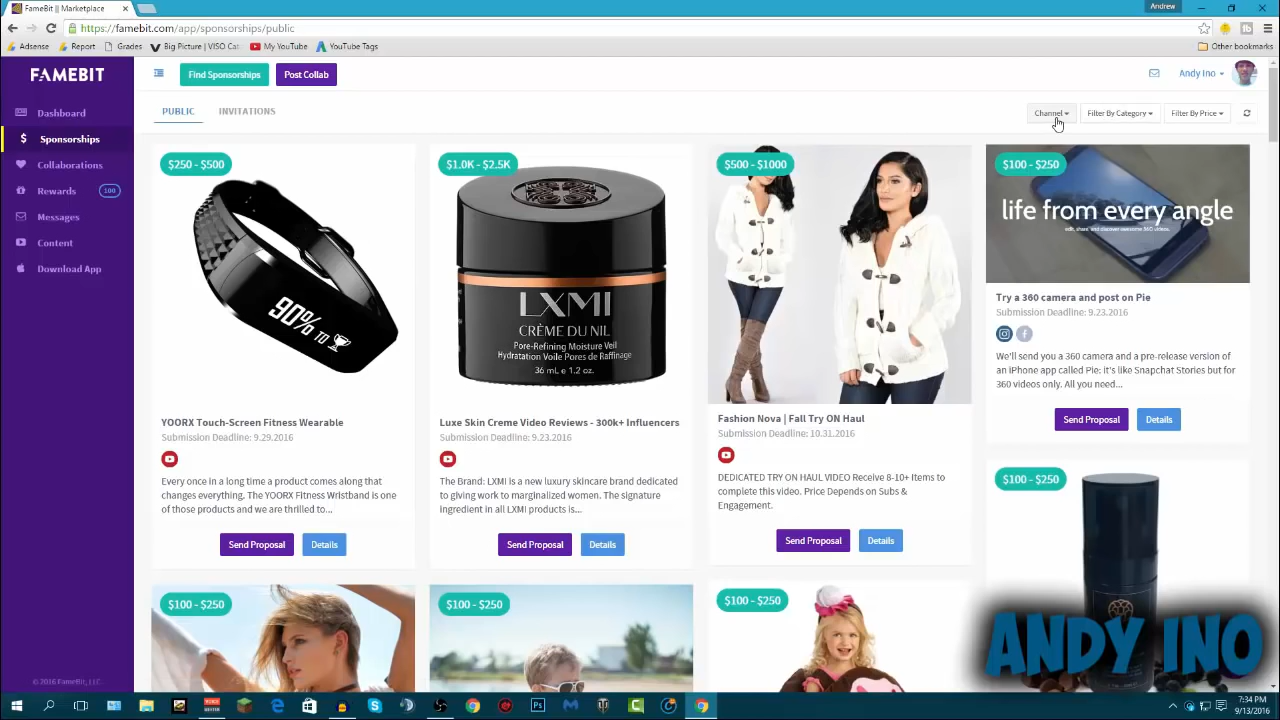 FameBit || Marketplace
Andrew
https://famebit.com/app/sponsorships/public
Adsense
Report
Grades
Big Picture | VISO Ca
My YouTube
YouTube Tags
Other bookmarks
FAMEBIT
Find Sponsorships
Post Collab
Andy Ino
Dashboard
Sponsorships
Collaborations
Rewards
100
Messages
Content
Download App
PUBLIC
INVITATIONS
Channel
Filter By Category
Filter By Price
$250 - $500
90% TO
YOORX Touch-Screen Fitness Wearable
Submission Deadline: 9.29.2016
Every once in a long time a product comes along that
changes everything. The YOORX Fitness Wristband is one
of those products and we are thrilled to...
Send Proposal
Details
$1.0K - $2.5K
LXMI
CRÈME DU NIL
Pore-Refining Moisture Veil
Hydratation Voile Pores de Raffinage
36 mL e 1.2 oz.
Luxe Skin Creme Video Reviews - 300k+ Influencers
Submission Deadline: 9.23.2016
The Brand: LXMI is a new luxury skincare brand dedicated
to giving work to marginalized women. The signature
ingredient in all LXMI products is...
Send Proposal
Details
$500 - $1000
Fashion Nova | Fall Try ON Haul
Submission Deadline: 10.31.2016
DEDICATED TRY ON HAUL VIDEO Receive 8-10+ Items to
complete this video. Price Depends on Subs &
Engagement.
Send Proposal
Details
$100 - $250
life from every angle
edit, share and discover awesome 360 videos.
Try a 360 camera and post on Pie
Submission Deadline: 9.23.2016
We'll send you a 360 camera and a pre-release version of
an iPhone app called Pie: it's like Snapchat Stories but for
360 videos only. All you need...
Send Proposal
Details
$100 - $250
$100 - $250
$100 - $250
$100 - $250
ANDY INO
© 2016 FameBit, LLC.
7:34 PM
9/13/2016